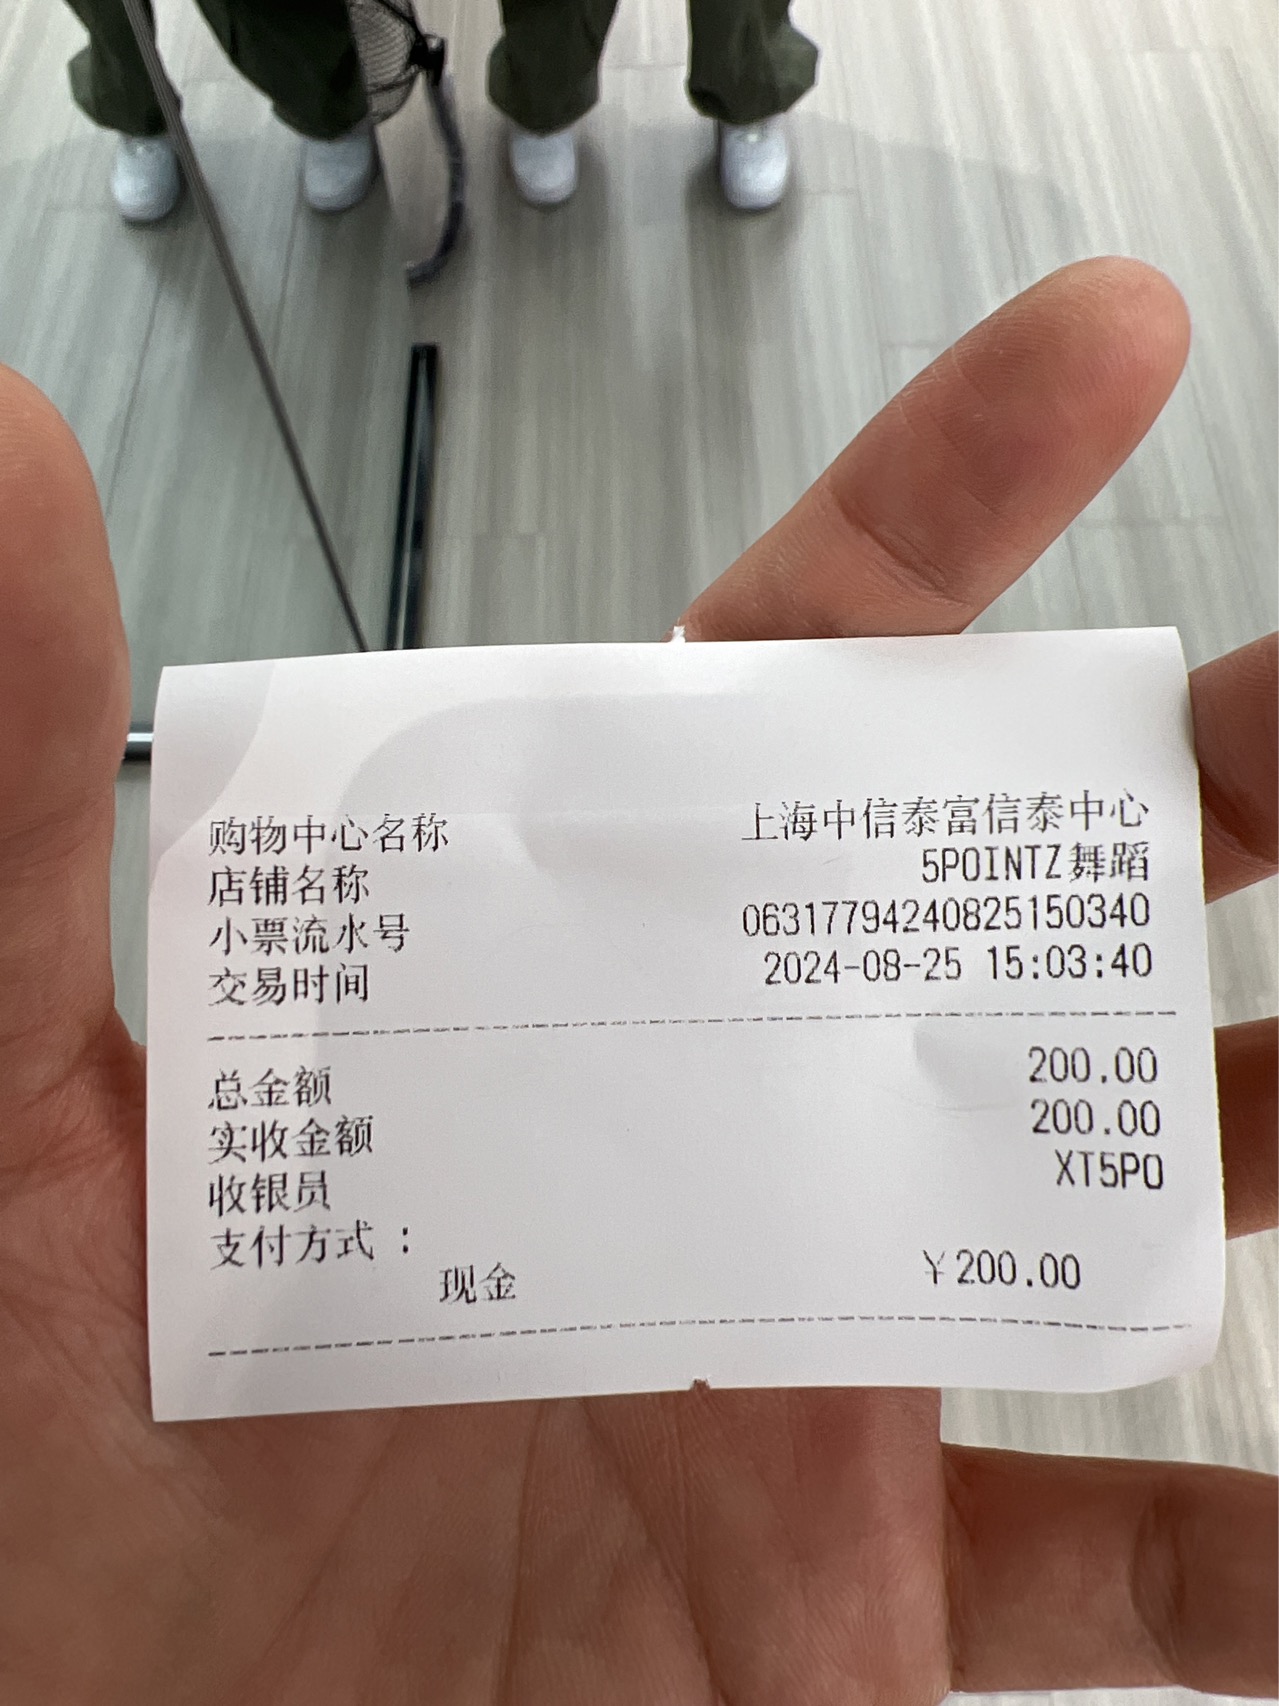 购物中心名称 上海中信泰富信泰中心
店铺名称 5POINTZ舞蹈
小票流水号 06317794240825150340
交易时间 2024-08-25 15:03:40
总金额 200.00
实收金额 200.00
收银员 XT5PO
支付方式 :
现金 ¥200.00